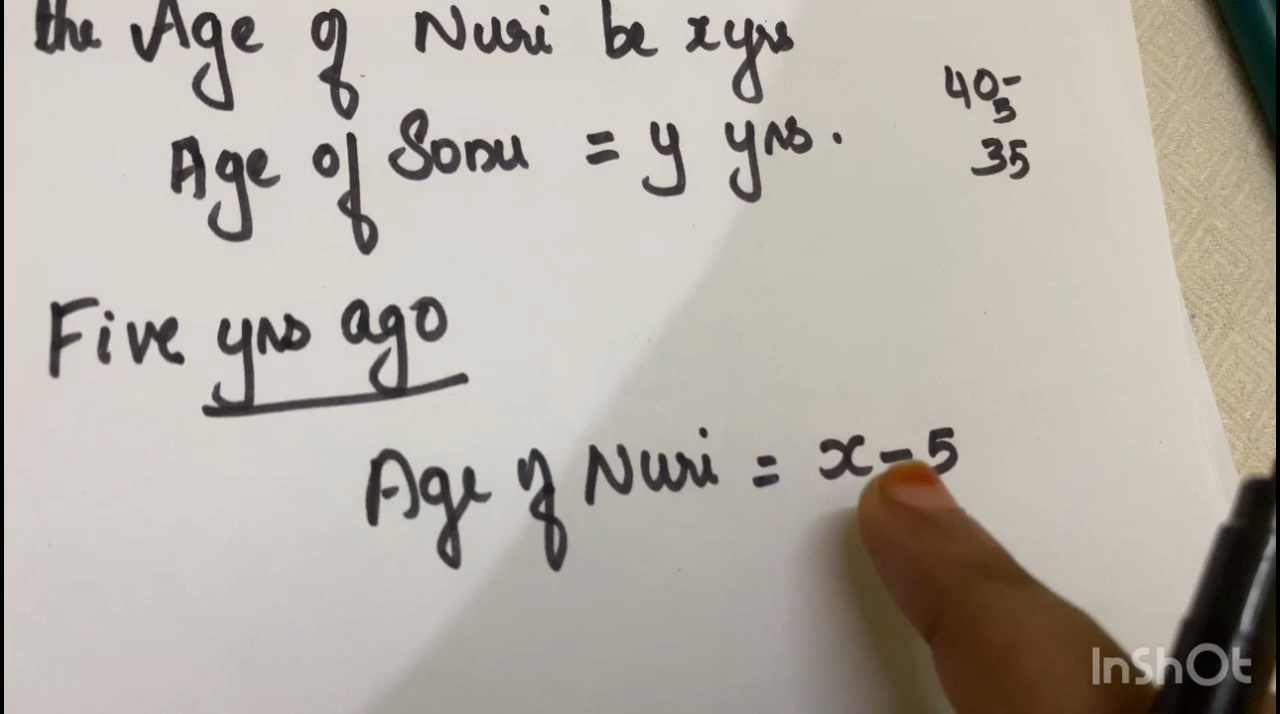 the Age of Nuri be x yrs
Age of Sonu = y yrs.
40-
5
35
Five yrs ago
Age of Nuri = x-5
InShOt